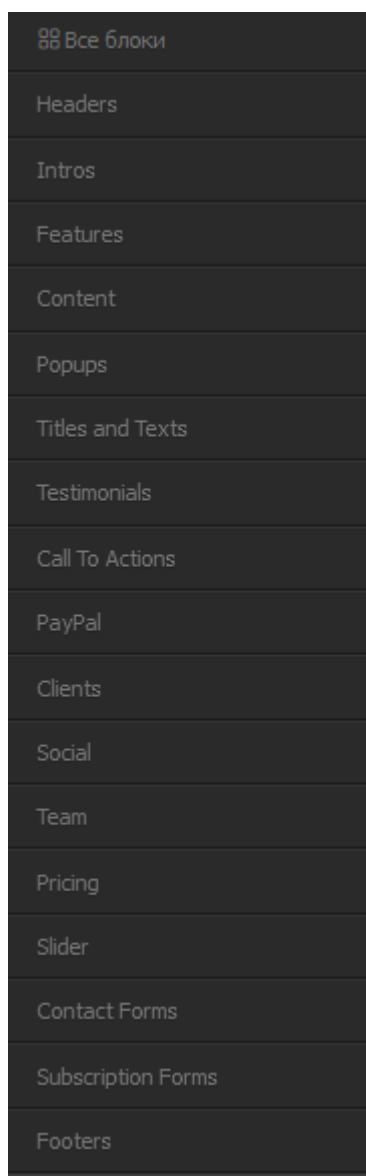 Все блоки
Headers
Intros
Features
Content
Popups
Titles and Texts
Testimonials
Call To Actions
PayPal
Clients
Social
Team
Pricing
Slider
Contact Forms
Subscription Forms
Footers